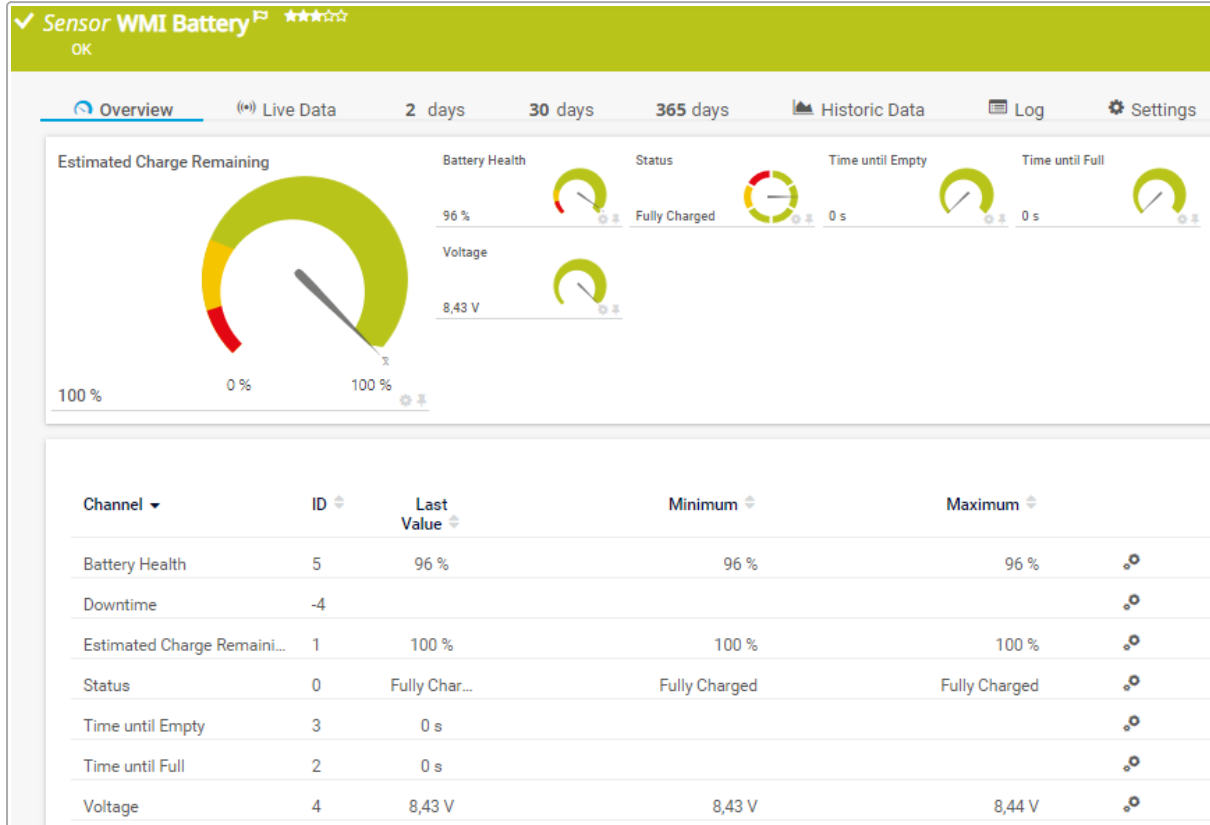 Sensor WMI Battery
OK
Overview Live Data 2 days 30 days 365 days Historic Data Log Settings
Estimated Charge Remaining
0 % 100 %
100 %
Battery Health
96 %
Status
Fully Charged
Time until Empty
0 s
Time until Full
0 s
Voltage
8,43 V
Channel ID Last Value Minimum Maximum
Battery Health 5 96 % 96 % 96 %
Downtime -4
Estimated Charge Remaini... 1 100 % 100 % 100 %
Status 0 Fully Char... Fully Charged Fully Charged
Time until Empty 3 0 s
Time until Full 2 0 s
Voltage 4 8,43 V 8,43 V 8,44 V